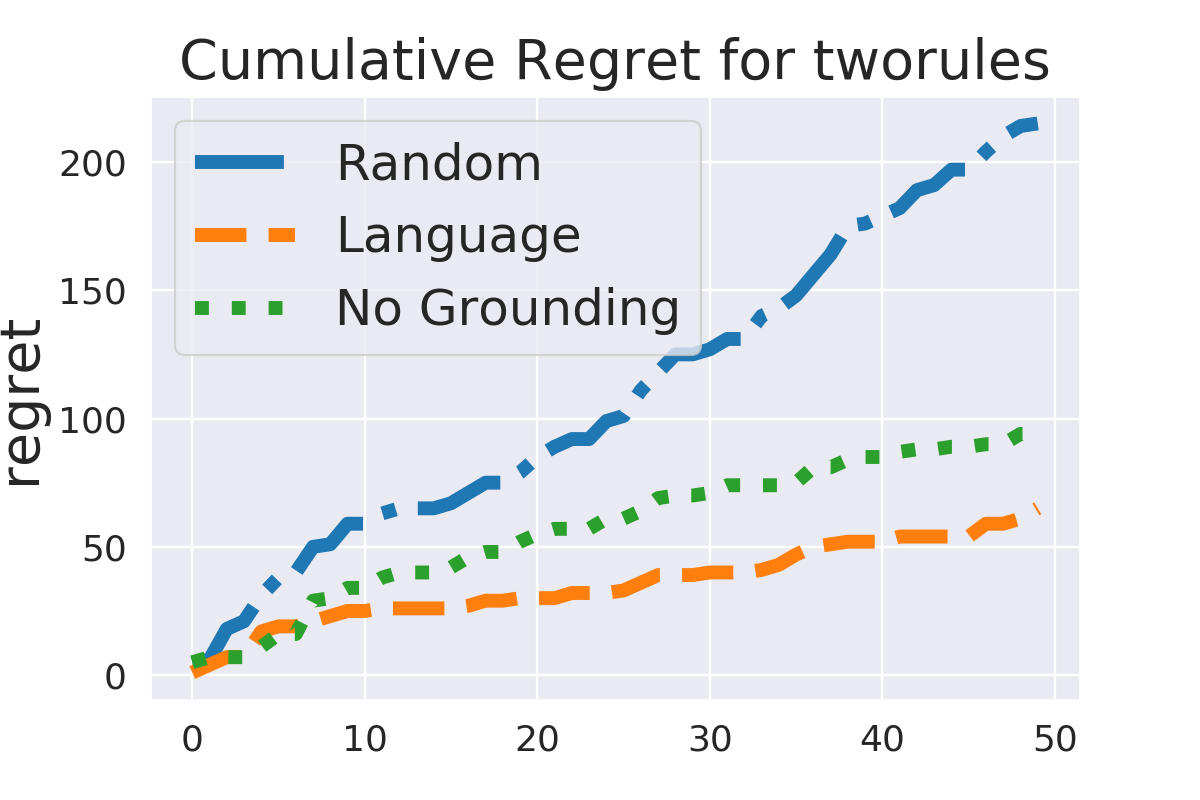 Cumulative Regret for tworules
Random
Language
No Grounding
regret
200
150
100
50
0
0 10 20 30 40 50